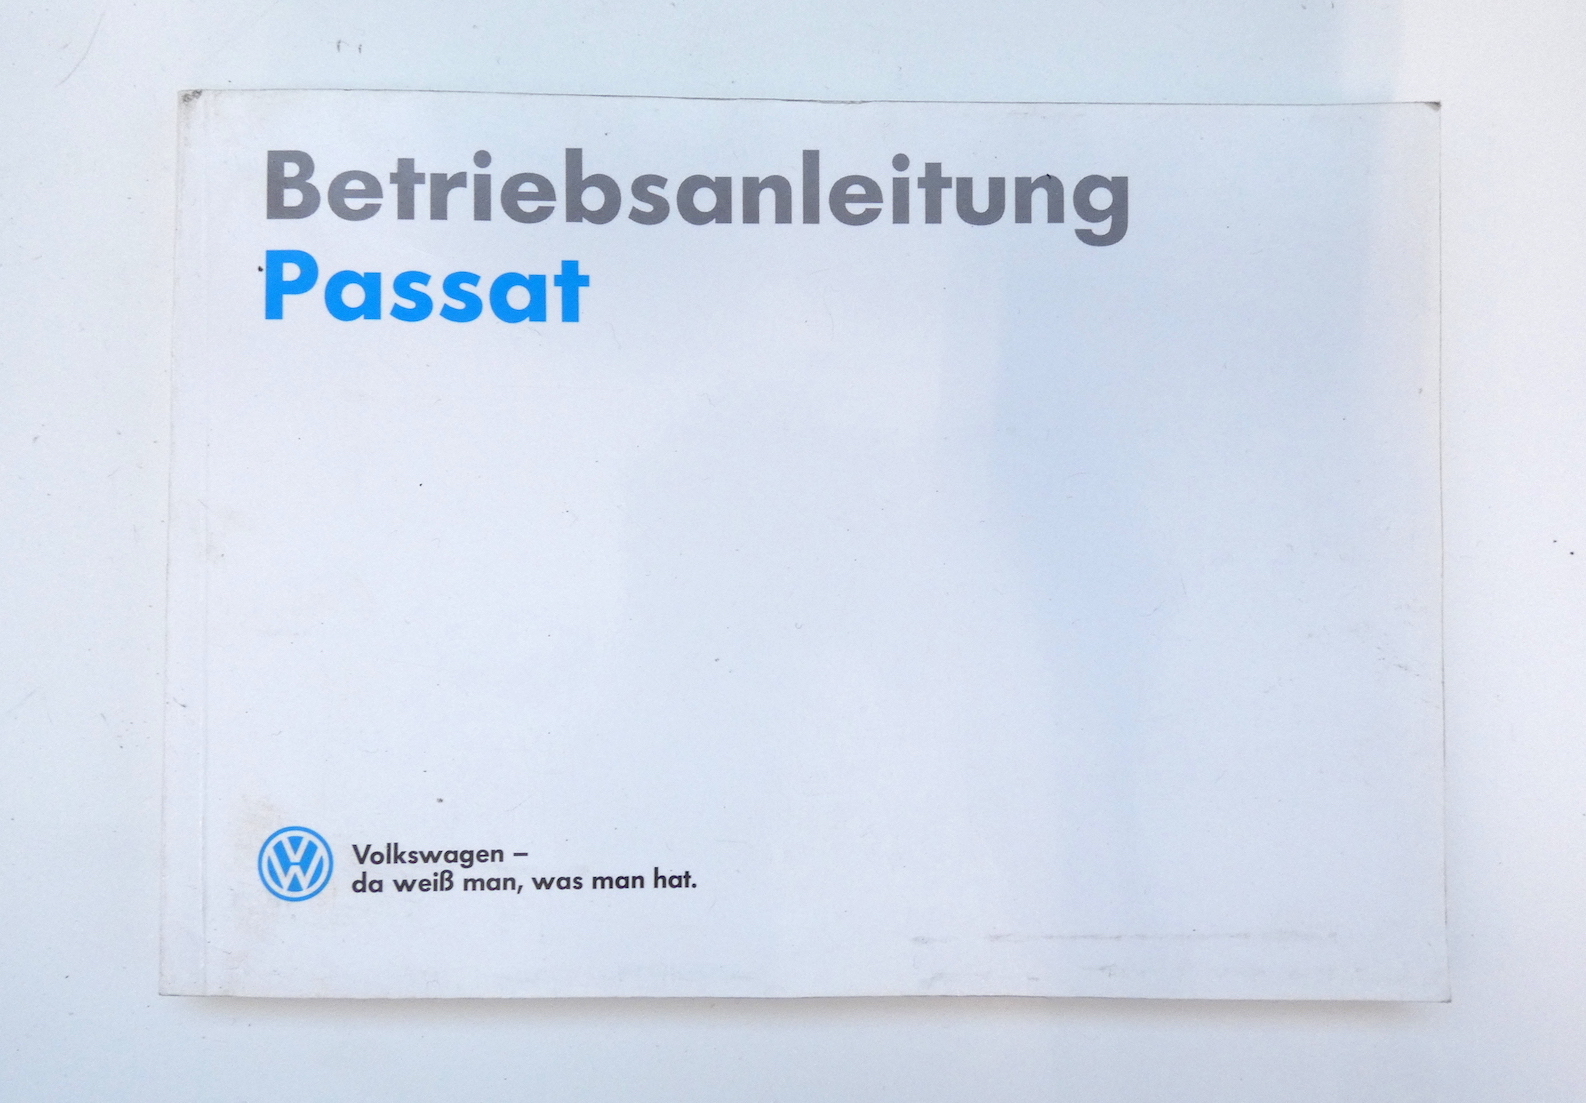 Betriebsanleitung
Passat
Volkswagen –
da weiß man, was man hat.